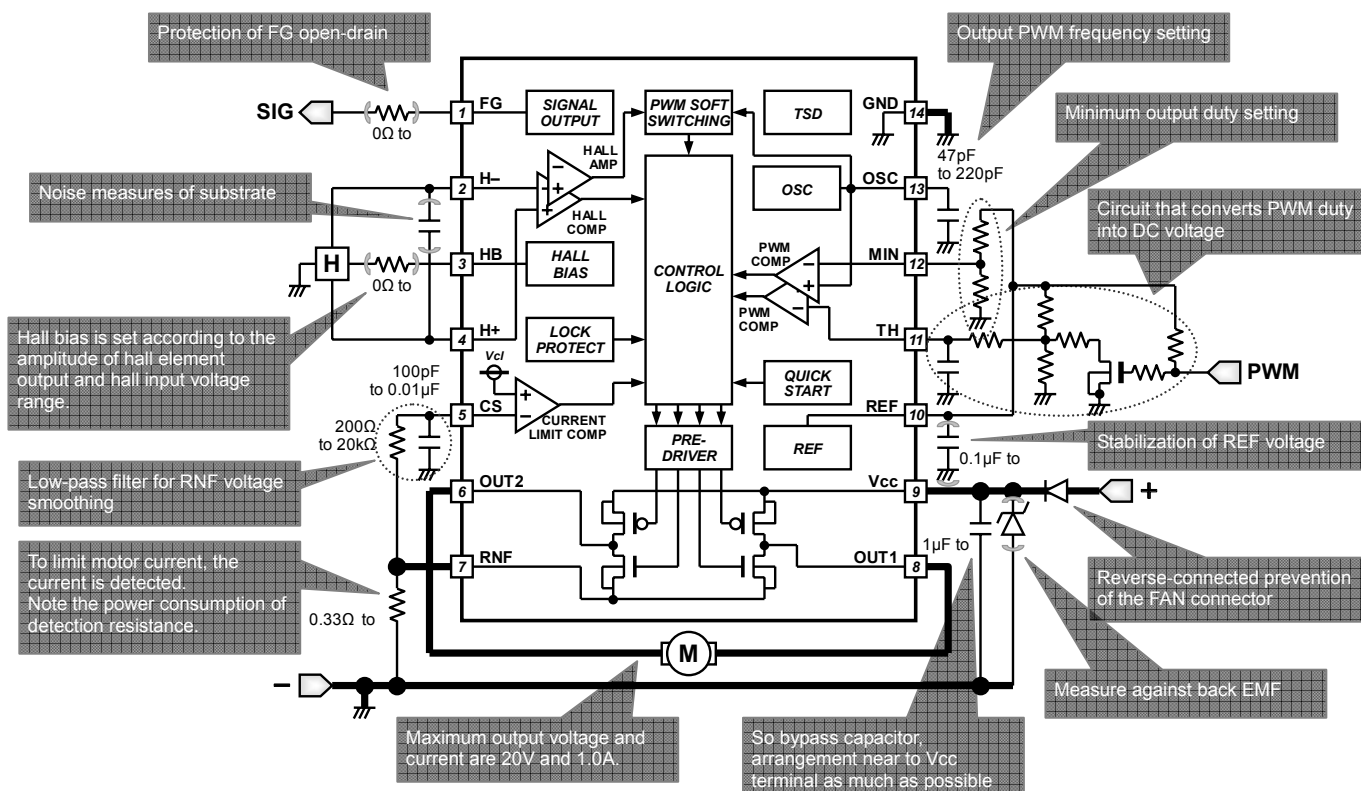 Protection of FG open-drain
Output PWM frequency setting
SIG
0Ω to
1
FG
SIGNAL
OUTPUT
PWM SOFT
SWITCHING
TSD
GND
14
Minimum output duty setting
HALL
AMP
47pF
to 220pF
Noise measures of substrate
2
H–
HALL
COMP
OSC
OSC
13
Circuit that converts PWM duty
into DC voltage
H
0Ω to
3
HB
HALL
BIAS
CONTROL
LOGIC
PWM
COMP
MIN
12
Hall bias is set according to the
amplitude of hall element
output and hall input voltage
range.
4
H+
LOCK
PROTECT
PWM
COMP
TH
11
PWM
100pF
to 0.01µF
Vcl
QUICK
START
5
CS
CURRENT
LIMIT COMP
REF
10
200Ω
to 20kΩ
PRE-
DRIVER
REF
0.1µF to
Stabilization of REF voltage
Low-pass filter for RNF voltage
smoothing
6
OUT2
Vcc
9
+
To limit motor current, the
current is detected.
Note the power consumption of
detection resistance.
7
RNF
OUT1
8
1µF to
Reverse-connected prevention
of the FAN connector
0.33Ω to
M
–
Measure against back EMF
Maximum output voltage and
current are 20V and 1.0A.
So bypass capacitor,
arrangement near to Vcc
terminal as much as possible